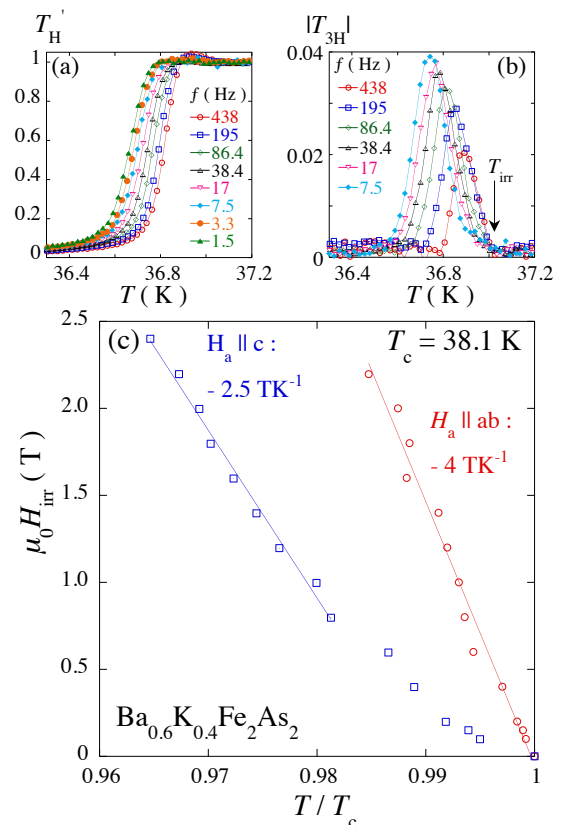 T_H'
|T_3H|
(a)
(b)
1
0.8
0.6
0.4
0.2
0
f ( Hz)
438
195
86.4
38.4
17
7.5
3.3
1.5
36.4
36.8
37.2
T ( K )
0.04
0.02
0
f ( Hz)
438
195
86.4
38.4
17
7.5
T_irr
36.4
36.8
37.2
T ( K )
(c)
H_a || c :
- 2.5 TK^-1
T_c = 38.1 K
H_a || ab :
- 4 TK^-1
μ_0H_irr ( T )
2.5
2.0
1.5
1.0
0.5
0
Ba_0.6K_0.4Fe_2As_2
0.96
0.97
0.98
0.99
1
T / T_c